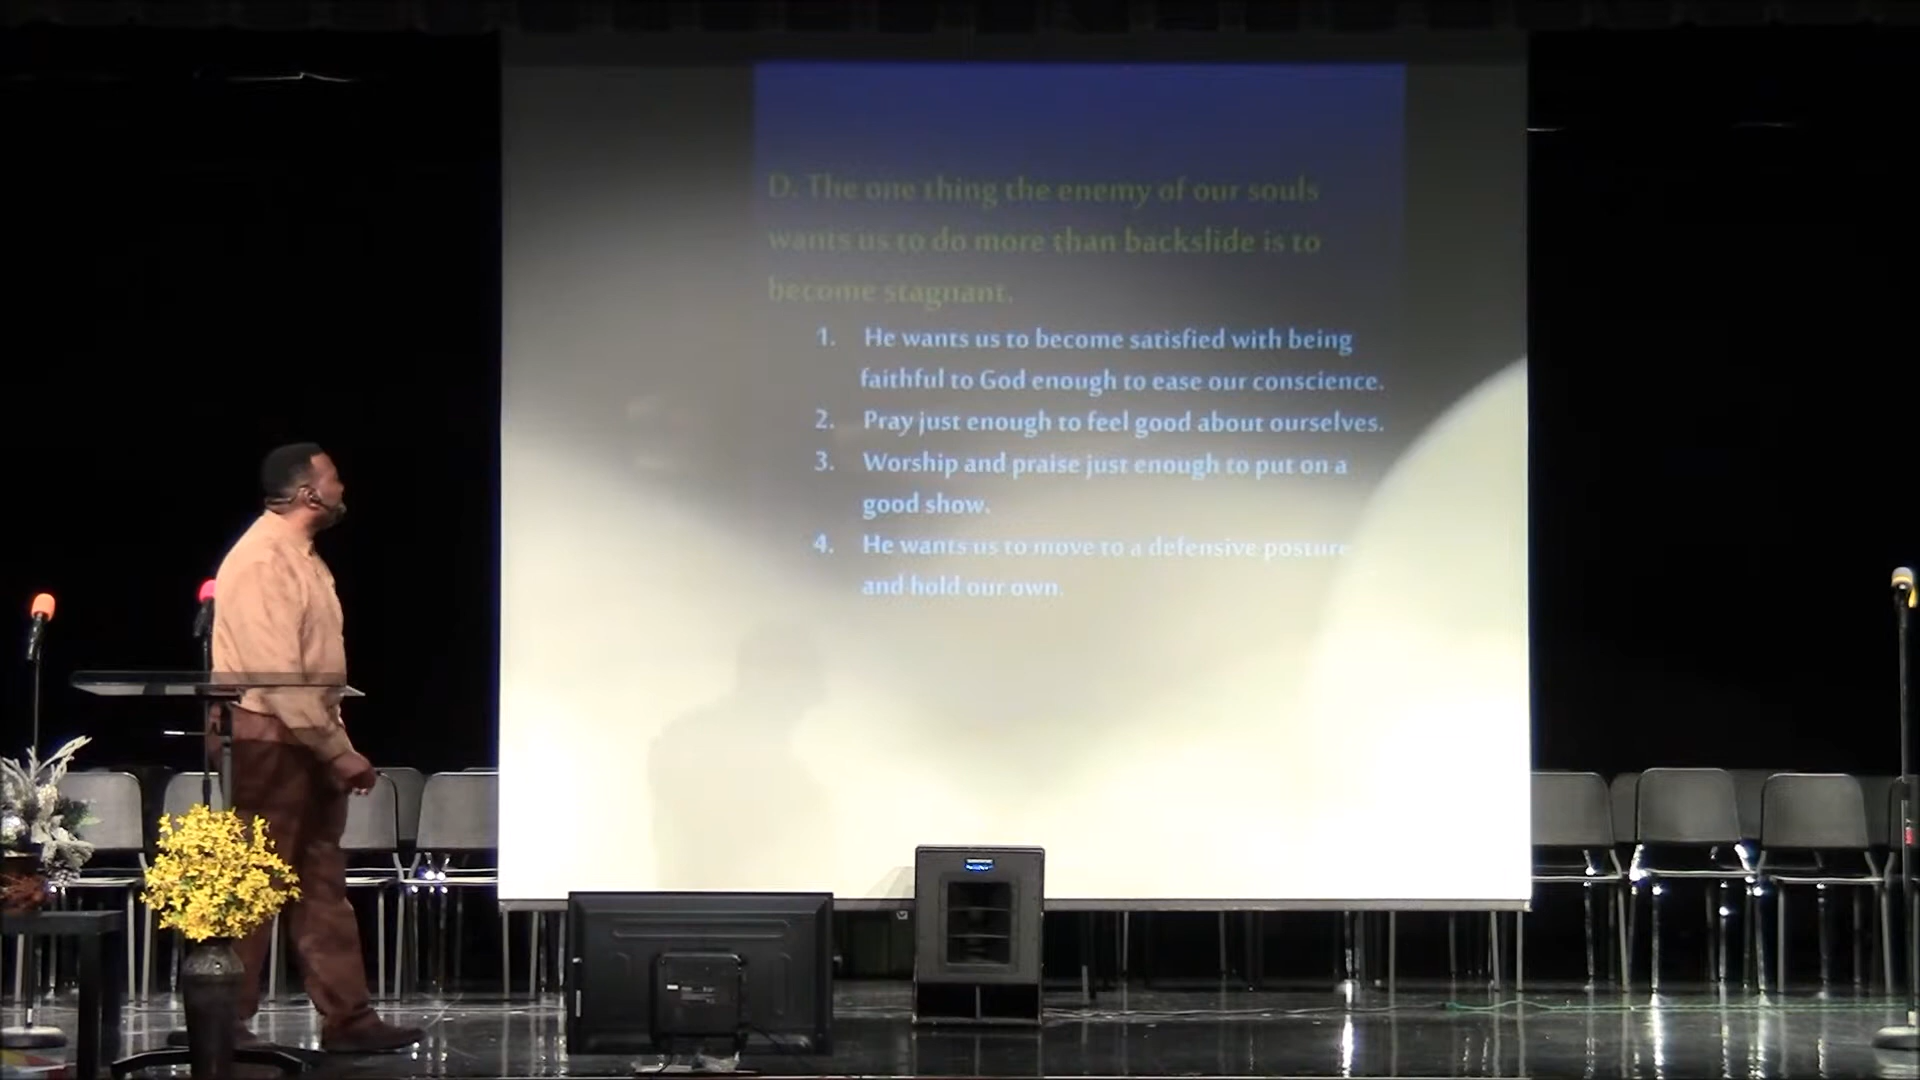 D. The one thing the enemy of our souls
wants us to do more than backslide is to
become stagnant.
1. He wants us to become satisfied with being
faithful to God enough to ease our conscience.
2. Pray just enough to feel good about ourselves.
3. Worship and praise just enough to put on a
good show.
4. He wants us to move to a defensive posture
and hold our own.